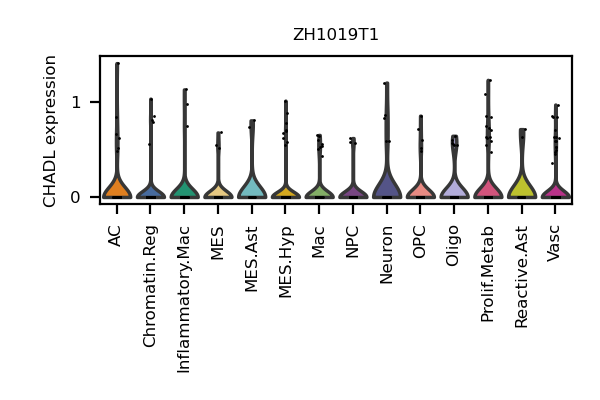 ZH1019T1
CHADL expression
1
0
AC
Chromatin.Reg
Inflammatory.Mac
MES
MES.Ast
MES.Hyp
Mac
NPC
Neuron
OPC
Oligo
Prolif.Metab
Reactive.Ast
Vasc